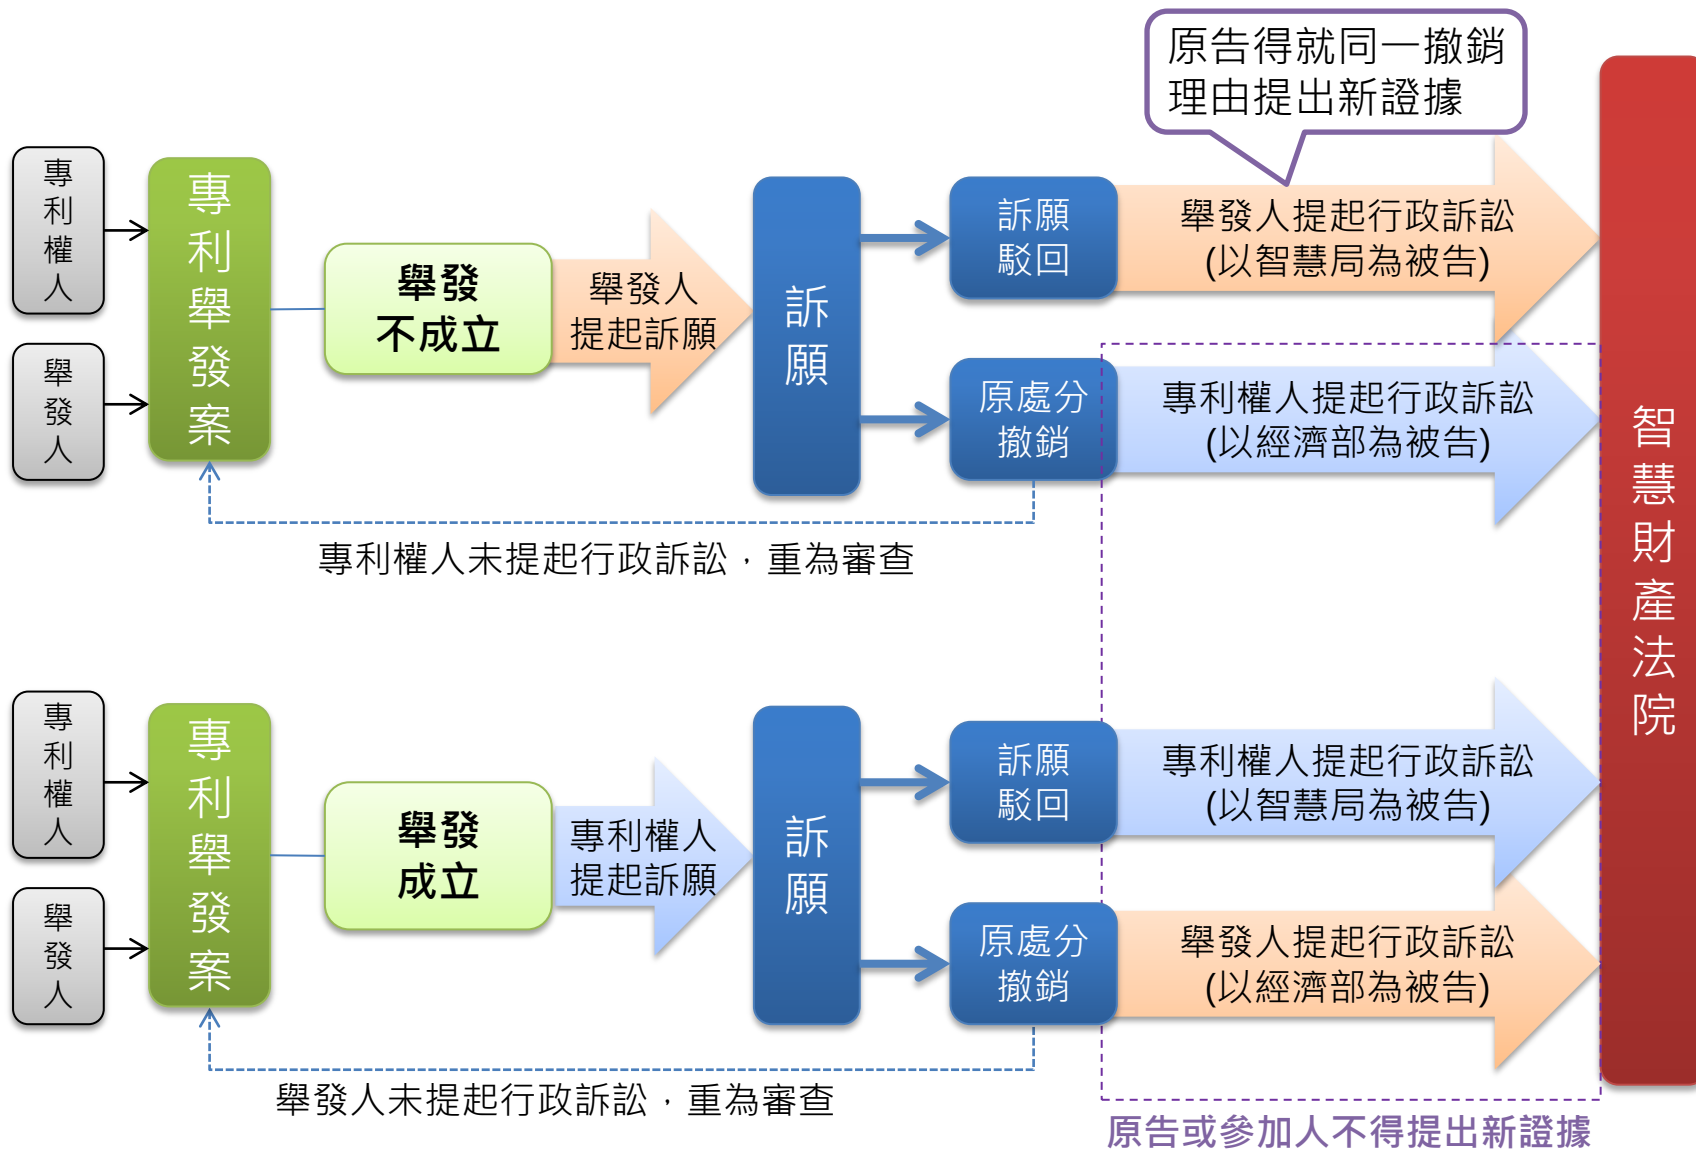 原告得就同一撤銷
理由提出新證據
專利權人
舉發人
專利舉發案
舉發
不成立
舉發人
提起訴願
訴願
訴願
駁回
舉發人提起行政訴訟
(以智慧局為被告)
原處分
撤銷
專利權人提起行政訴訟
(以經濟部為被告)
專利權人未提起行政訴訟，重為審查
智慧財產法院
專利權人
舉發人
專利舉發案
舉發
成立
專利權人
提起訴願
訴願
訴願
駁回
專利權人提起行政訴訟
(以智慧局為被告)
原處分
撤銷
舉發人提起行政訴訟
(以經濟部為被告)
舉發人未提起行政訴訟，重為審查
原告或參加人不得提出新證據